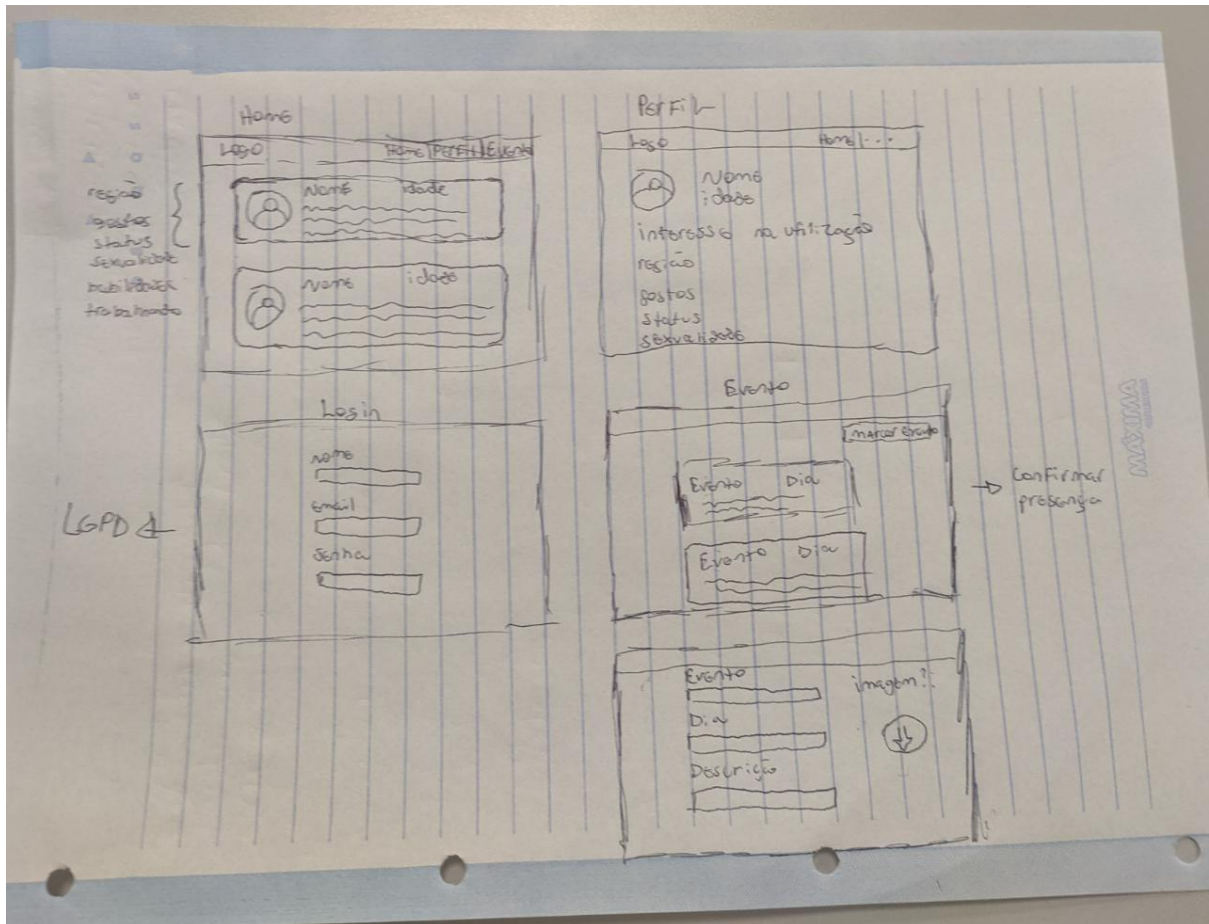 Home
Logo
Home PERFIL Evento
Nome idade
Nome idade
região
gostos
status
sexualidade
habilidades
trabalhando
Perfil
Logo Home ...
Nome
idade
interesse na utilização
região
gostos
status
sexualidade
Login
Nome
email
senha
LGPD
Evento
marcar evento
Evento Dia
Evento Dia
Confirmar
presença
Evento
imagem?
Dia
Descrição
MÁXIMA